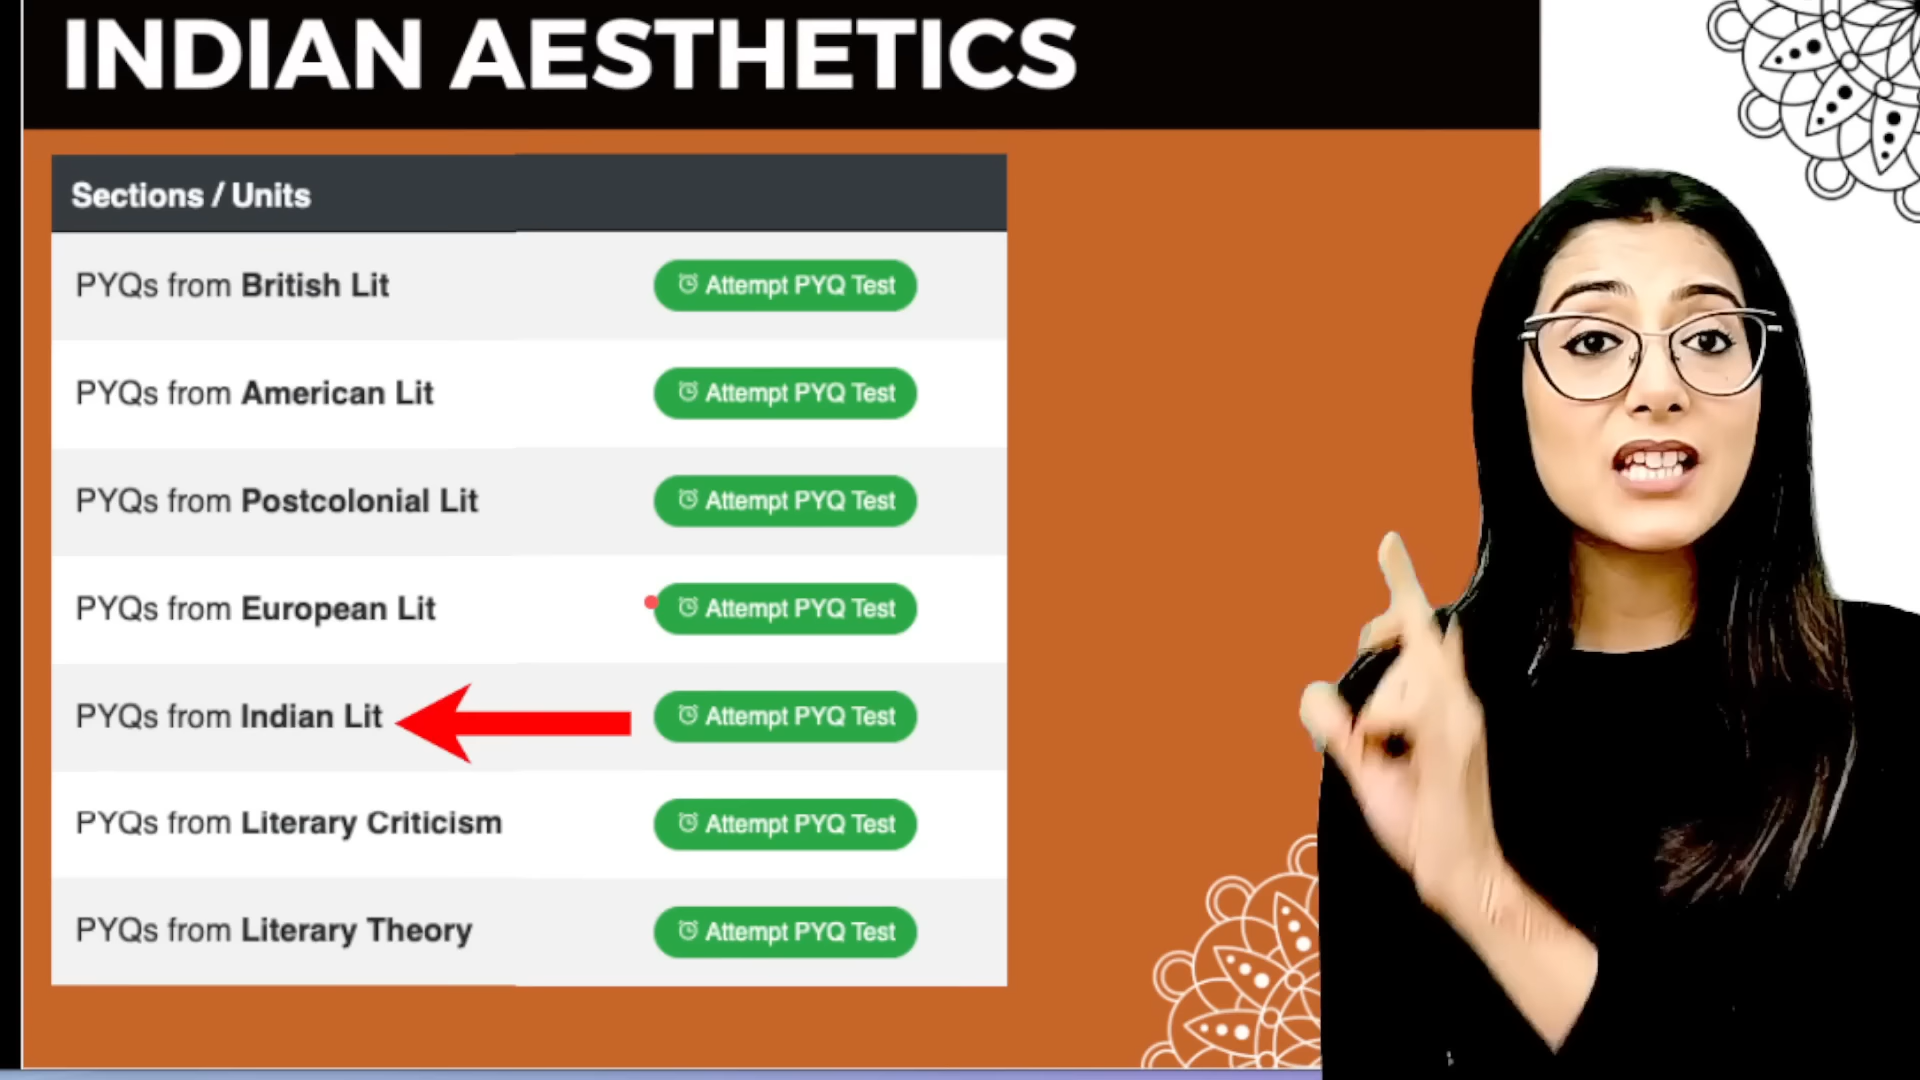 INDIAN AESTHETICS
Sections / Units
PYQs from British Lit Attempt PYQ Test
PYQs from American Lit Attempt PYQ Test
PYQs from Postcolonial Lit Attempt PYQ Test
PYQs from European Lit Attempt PYQ Test
PYQs from Indian Lit Attempt PYQ Test
PYQs from Literary Criticism Attempt PYQ Test
PYQs from Literary Theory Attempt PYQ Test